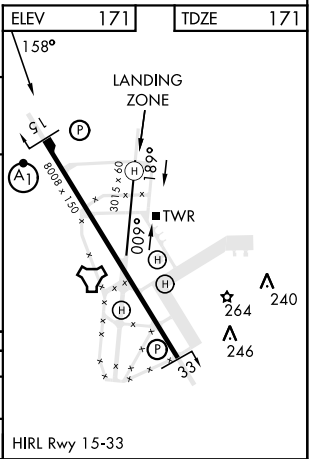 ELEV 171
TDZE 171
158°
LANDING
ZONE
15
P
H
A1
8008 x 150
3015 x 60
189°
TWR
009°
H
H
H
264
240
246
P
33
HIRL Rwy 15-33